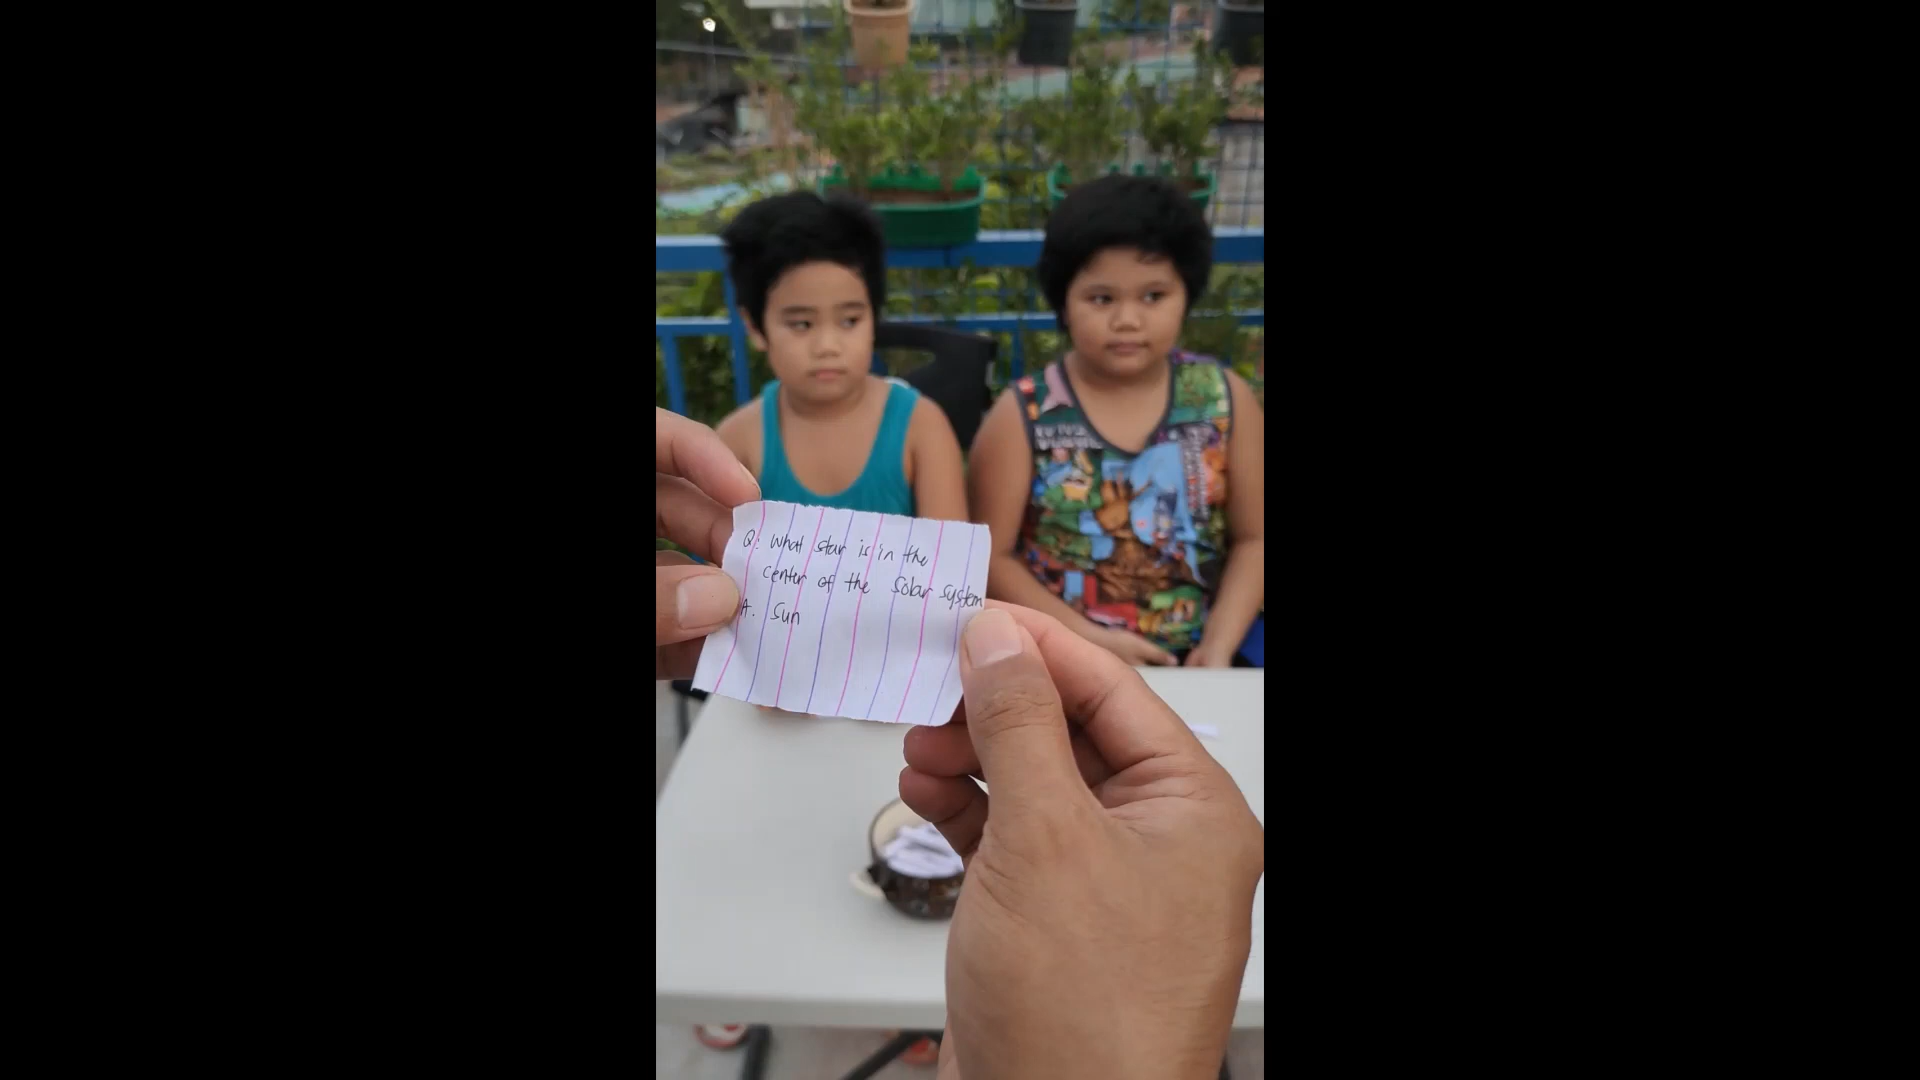 Q: What star is in the
center of the solar system
A. Sun